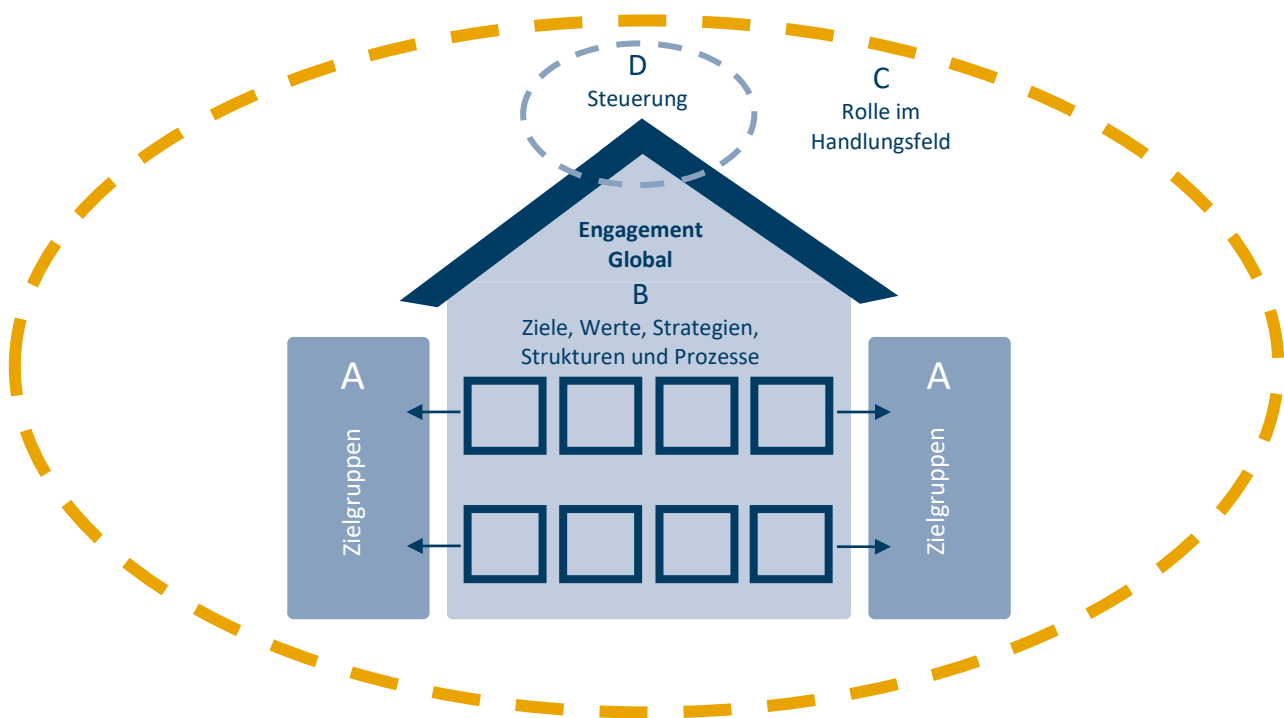 D
Steuerung
C
Rolle im
Handlungsfeld
Engagement
Global
B
Ziele, Werte, Strategien,
Strukturen und Prozesse
A
Zielgruppen
A
Zielgruppen